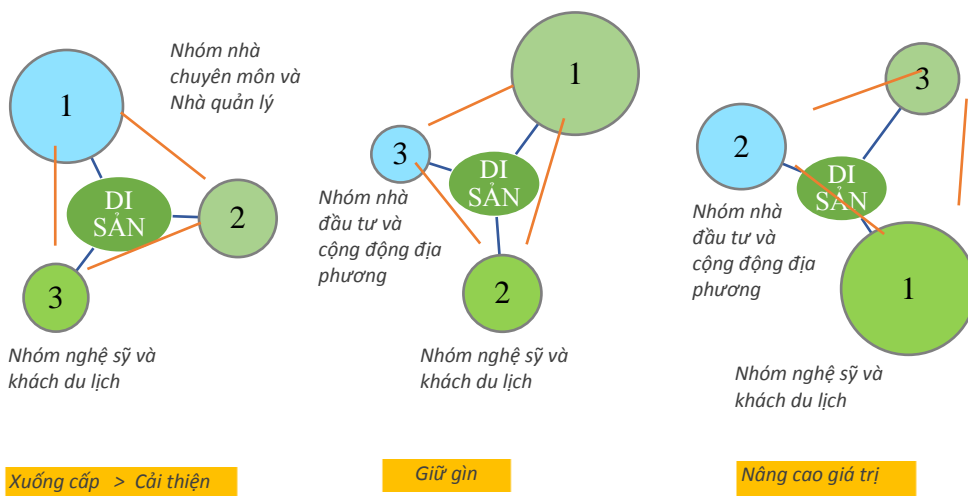 1
Nhóm nhà
chuyên môn và
Nhà quản lý
DI
SẢN
2
3
Nhóm nghệ sỹ và
khách du lịch
Xuống cấp > Cải thiện
1
3
DI
SẢN
Nhóm nhà
đầu tư và
cộng động địa
phương
2
Nhóm nghệ sỹ và
khách du lịch
Giữ gìn
3
2
DI
SẢN
Nhóm nhà
đầu tư và
cộng động địa
phương
1
Nhóm nghệ sỹ và
khách du lịch
Nâng cao giá trị